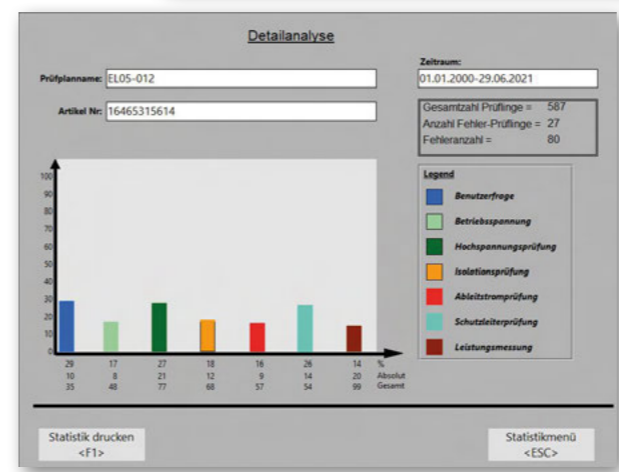 Detailanalyse
Zeitraum:
Prüfplanname: EL05-012
01.01.2000-29.06.2021
Artikel Nr: 16465315614
Gesamtzahl Prüflinge = 587
Anzahl Fehler-Prüflinge = 27
Fehleranzahl = 80
Legend
Benutzerfrage
Betriebsspannung
Hochspannungsprüfung
Isolationsprüfung
Ableitstromprüfung
Schutzleiterprüfung
Leistungsmessung
100
90
80
70
60
50
40
30
20
10
0
29 17 27 18 16 26 14 %
10 8 21 12 9 14 20 Absolut
35 48 77 68 57 54 99 Gesamt
Statistik drucken
<F1>
Statistikmenü
<ESC>